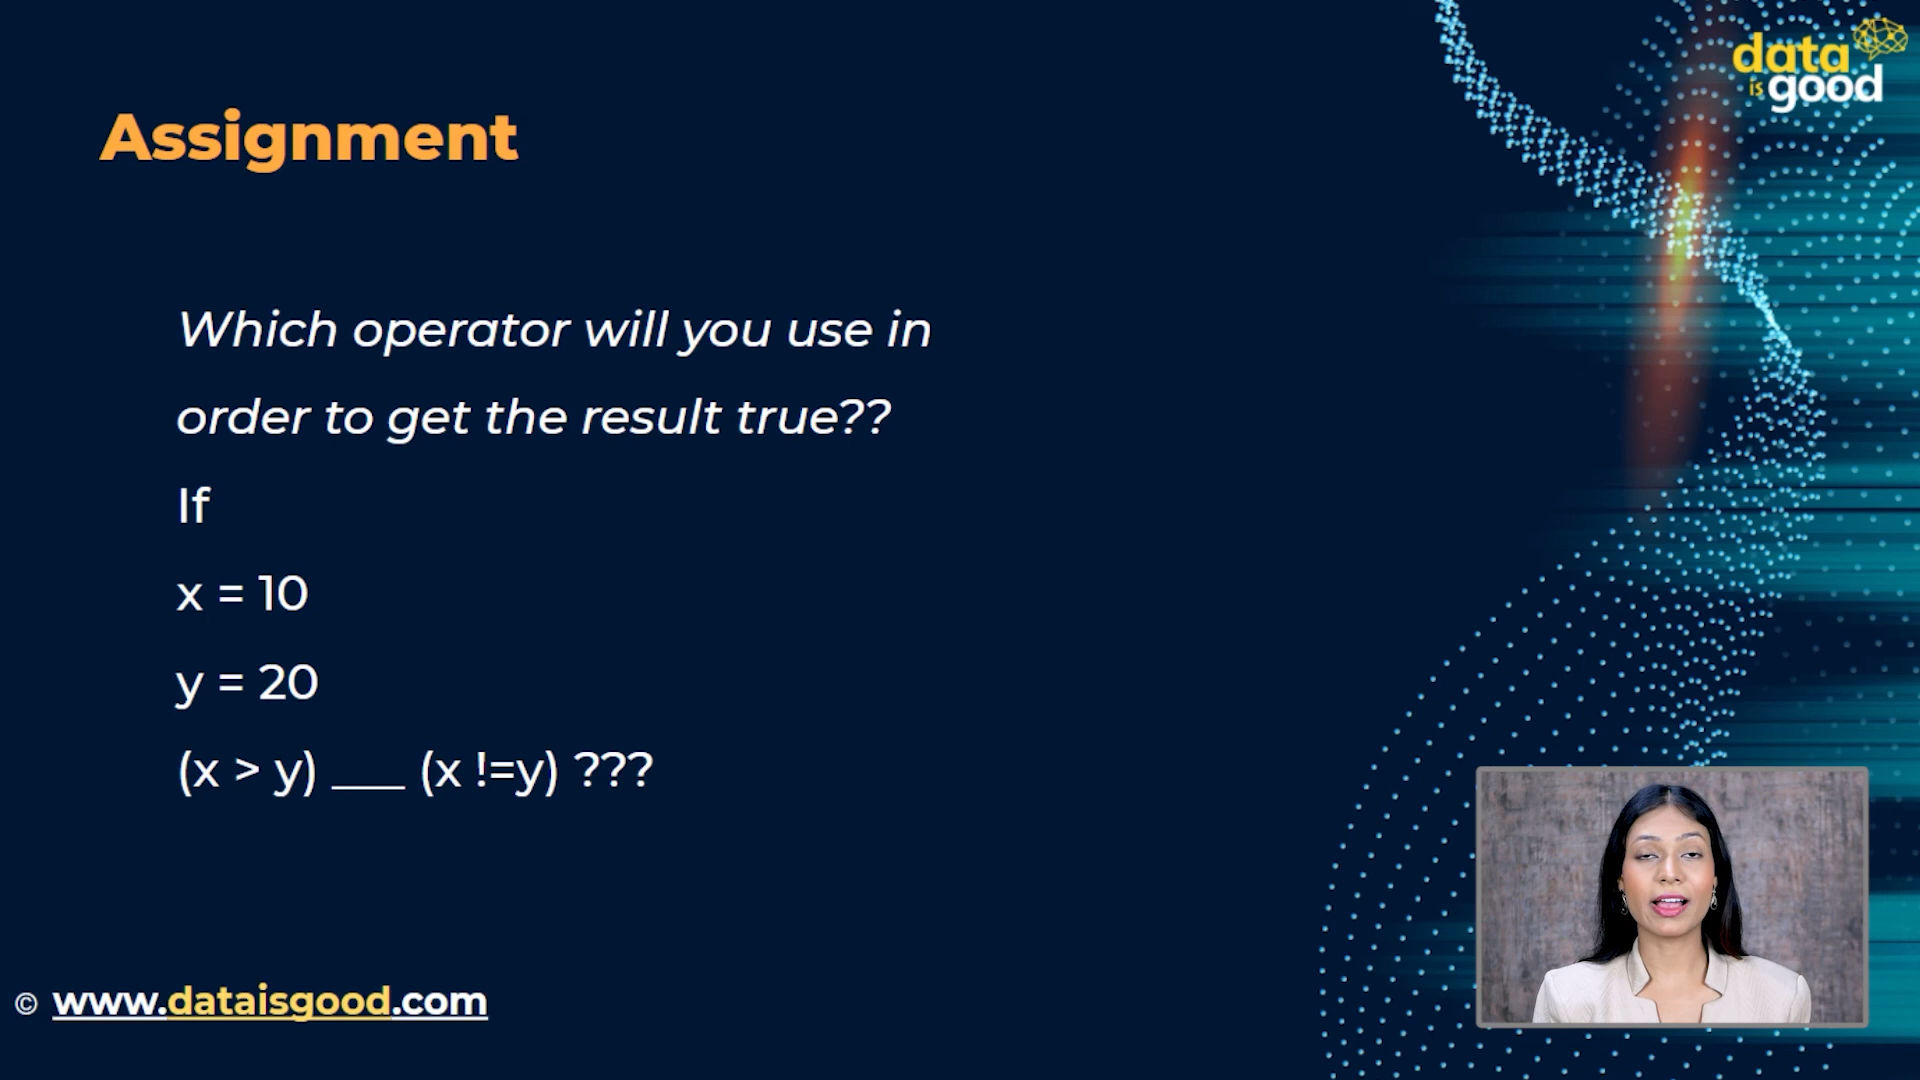 data
is good
Assignment
Which operator will you use in
order to get the result true??
If
x = 10
y = 20
(x > y) ___ (x !=y) ???
© www.dataisgood.com